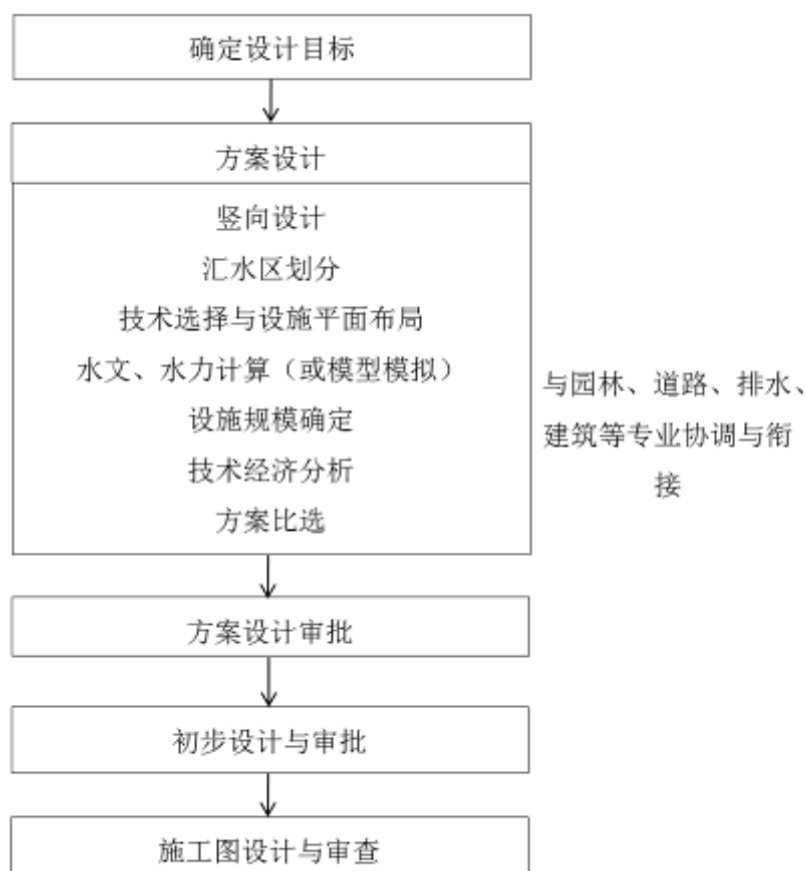 确定设计目标
方案设计
竖向设计
汇水区划分
技术选择与设施平面布局
水文、水力计算（或模型模拟）
设施规模确定
技术经济分析
方案比选
与园林、道路、排水、
建筑等专业协调与衔
接
方案设计审批
初步设计与审批
施工图设计与审查